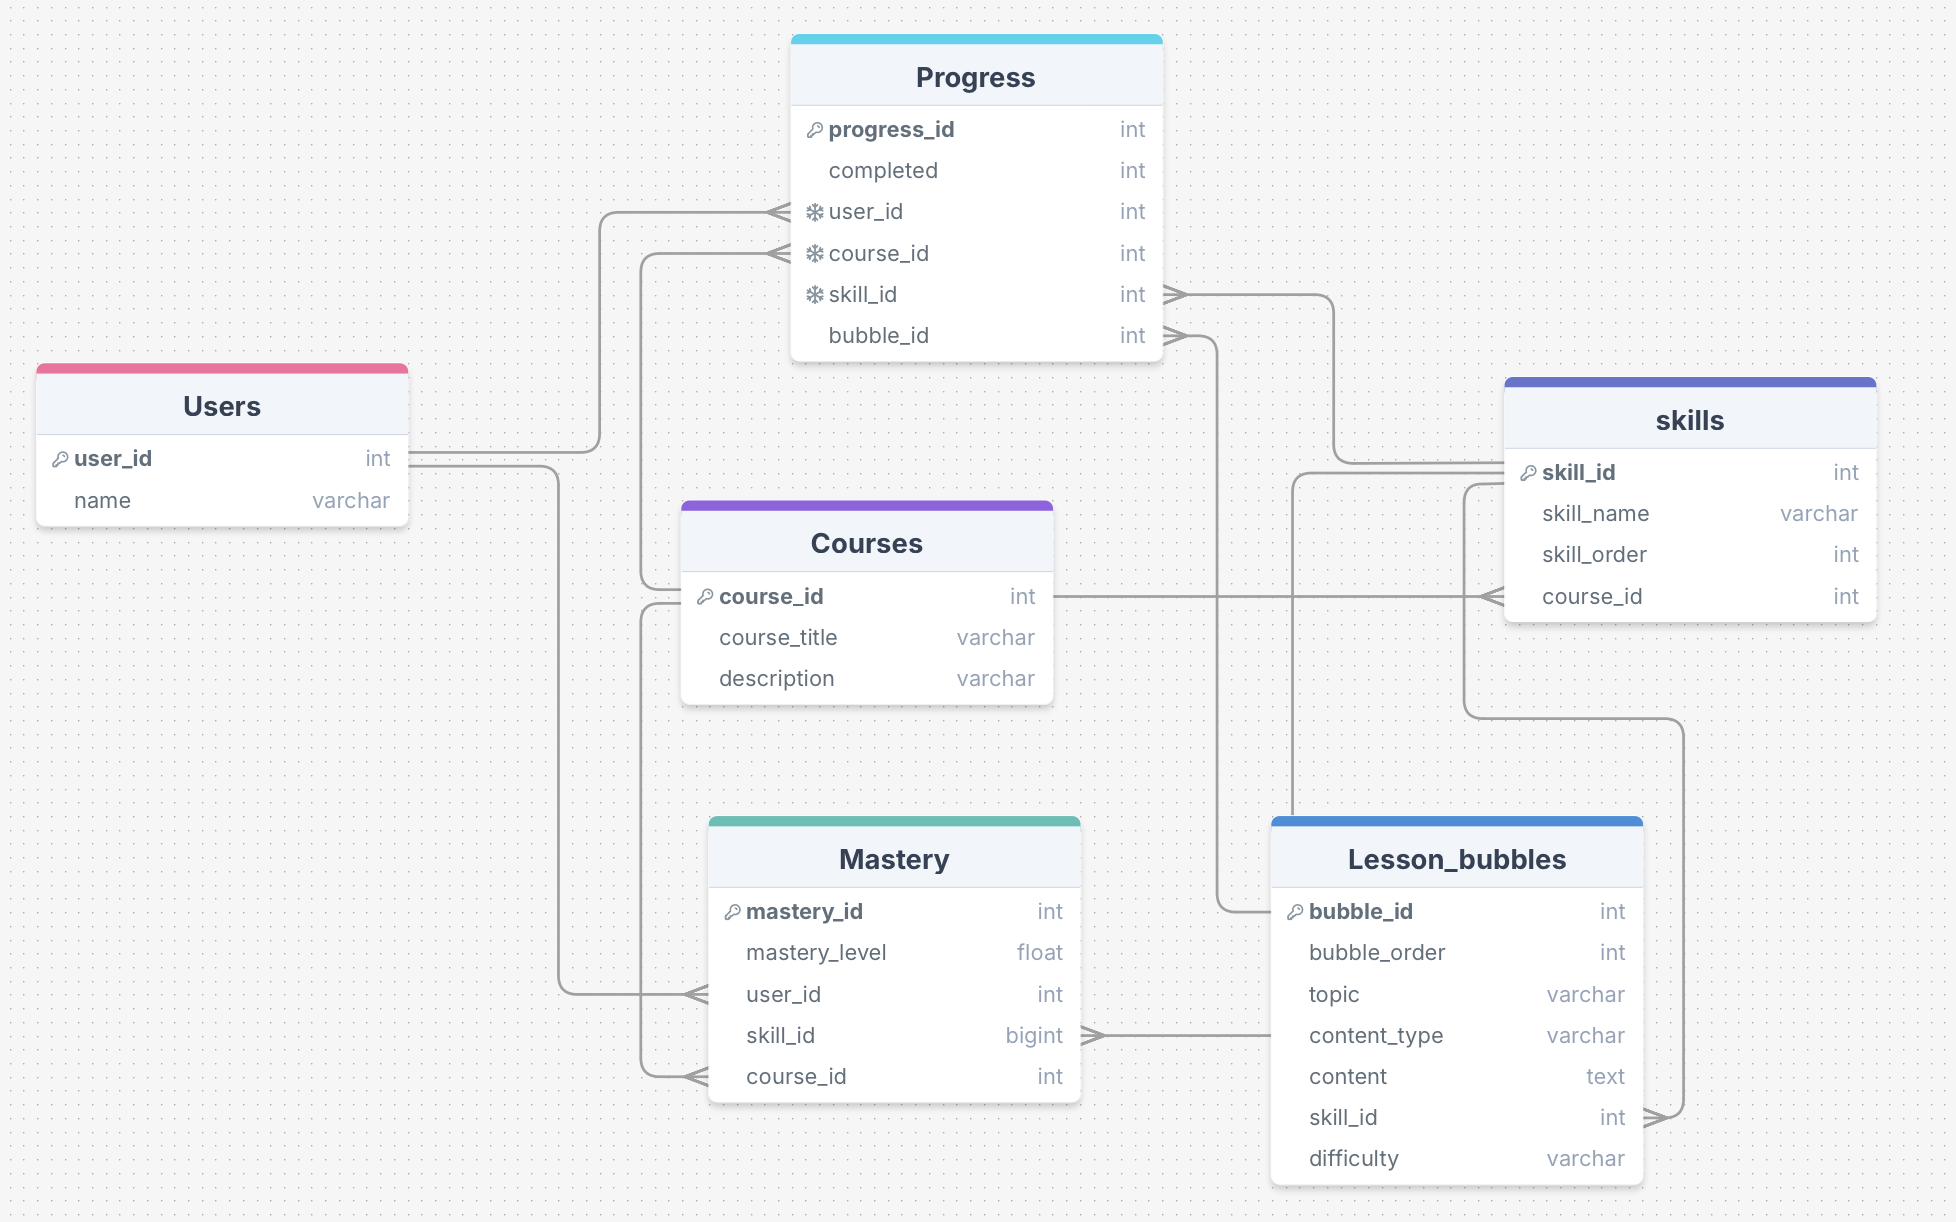 Progress
progress_id int
completed int
user_id int
course_id int
skill_id int
bubble_id int
Users
user_id int
name varchar
skills
skill_id int
skill_name varchar
skill_order int
course_id int
Courses
course_id int
course_title varchar
description varchar
Mastery
mastery_id int
mastery_level float
user_id int
skill_id bigint
course_id int
Lesson_bubbles
bubble_id int
bubble_order int
topic varchar
content_type varchar
content text
skill_id int
difficulty varchar